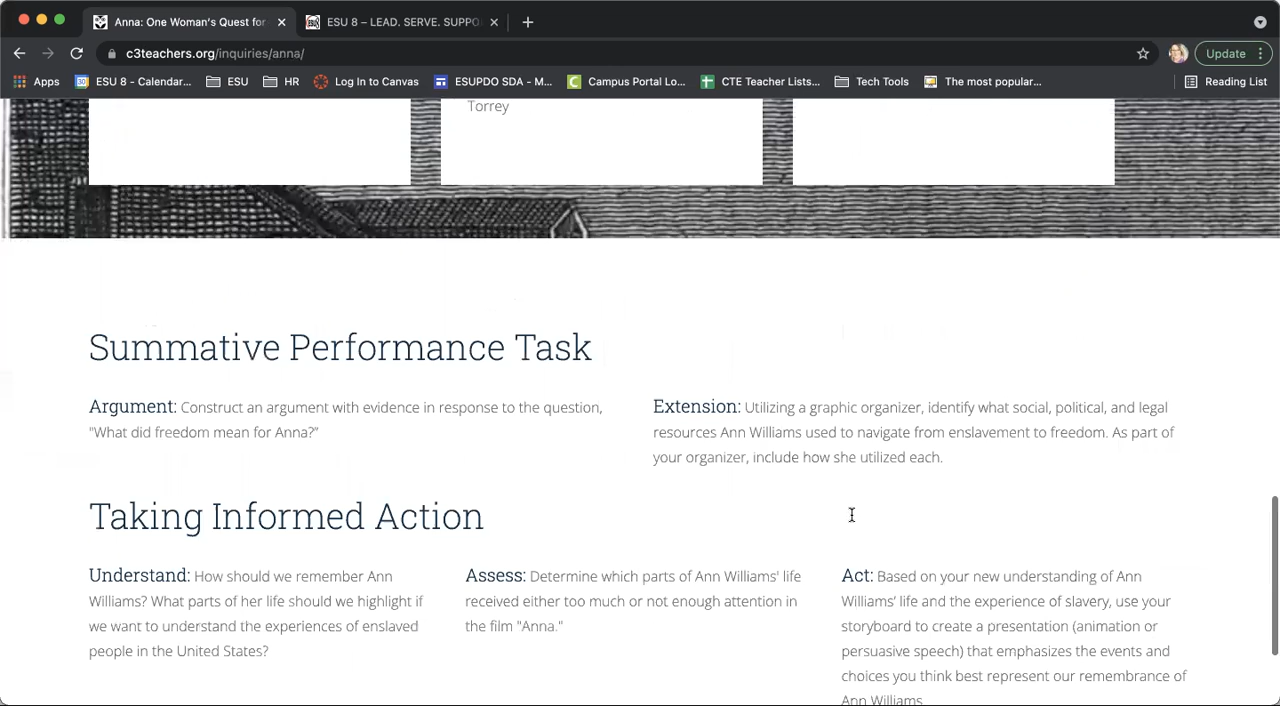 Anna: One Woman's Quest for
ESU 8 – LEAD. SERVE. SUPPO
c3teachers.org/inquiries/anna/
Update
Apps
ESU 8 - Calendar...
ESU
HR
Log In to Canvas
ESUPDO SDA - M...
Campus Portal Lo...
CTE Teacher Lists...
Tech Tools
The most popular...
Reading List
Torrey
Summative Performance Task
Argument: Construct an argument with evidence in response to the question,
"What did freedom mean for Anna?"
Extension: Utilizing a graphic organizer, identify what social, political, and legal
resources Ann Williams used to navigate from enslavement to freedom. As part of
your organizer, include how she utilized each.
Taking Informed Action
Understand: How should we remember Ann
Williams? What parts of her life should we highlight if
we want to understand the experiences of enslaved
people in the United States?
Assess: Determine which parts of Ann Williams' life
received either too much or not enough attention in
the film "Anna."
Act: Based on your new understanding of Ann
Williams' life and the experience of slavery, use your
storyboard to create a presentation (animation or
persuasive speech) that emphasizes the events and
choices you think best represent our remembrance of
Ann Williams